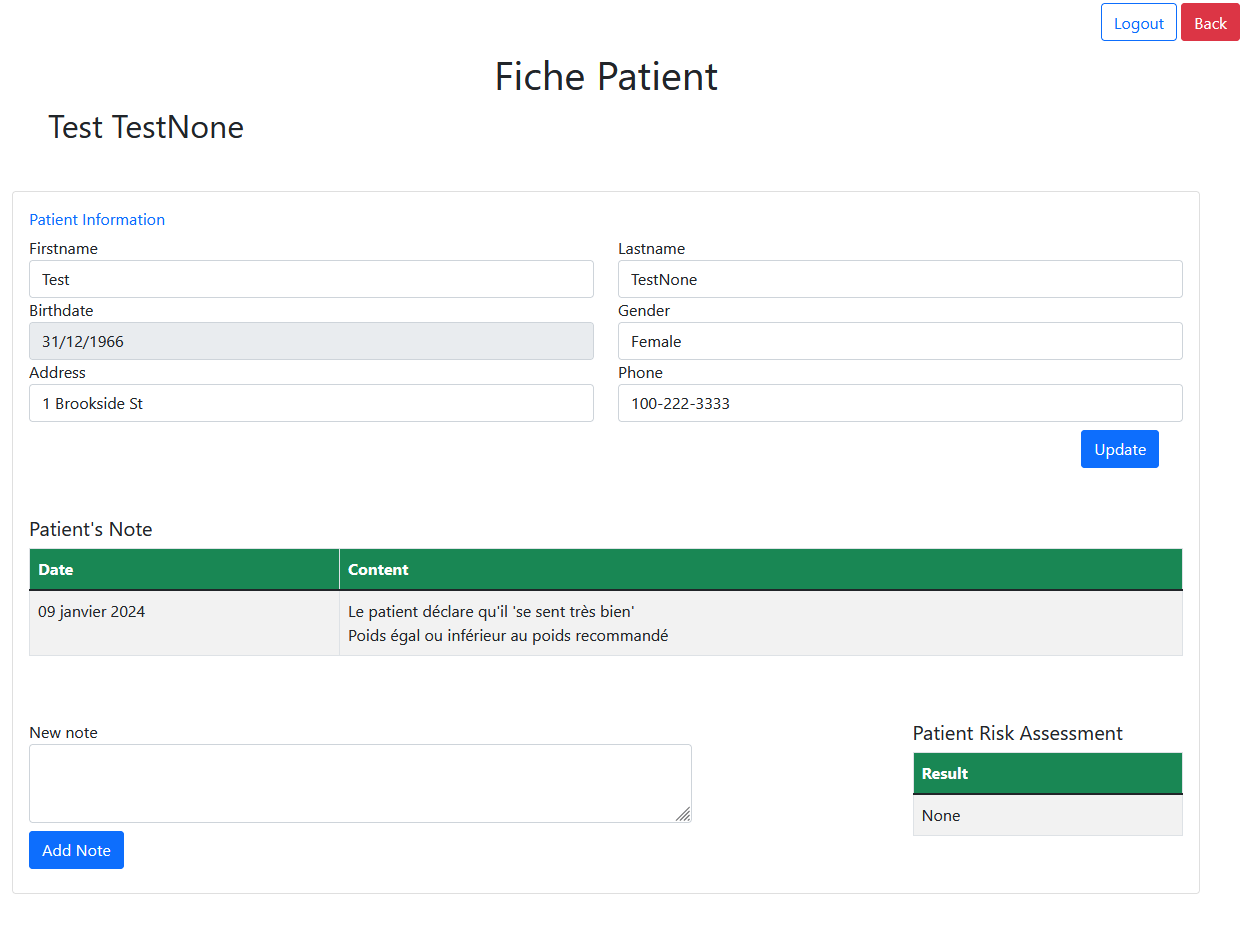 Logout Back
Fiche Patient
Test TestNone
Patient Information
Firstname Lastname
Test TestNone
Birthdate Gender
31/12/1966 Female
Address Phone
1 Brookside St 100-222-3333
Update
Patient's Note
Date Content
09 janvier 2024 Le patient déclare qu'il 'se sent très bien'
Poids égal ou inférieur au poids recommandé
New note
Add Note
Patient Risk Assessment
Result
None